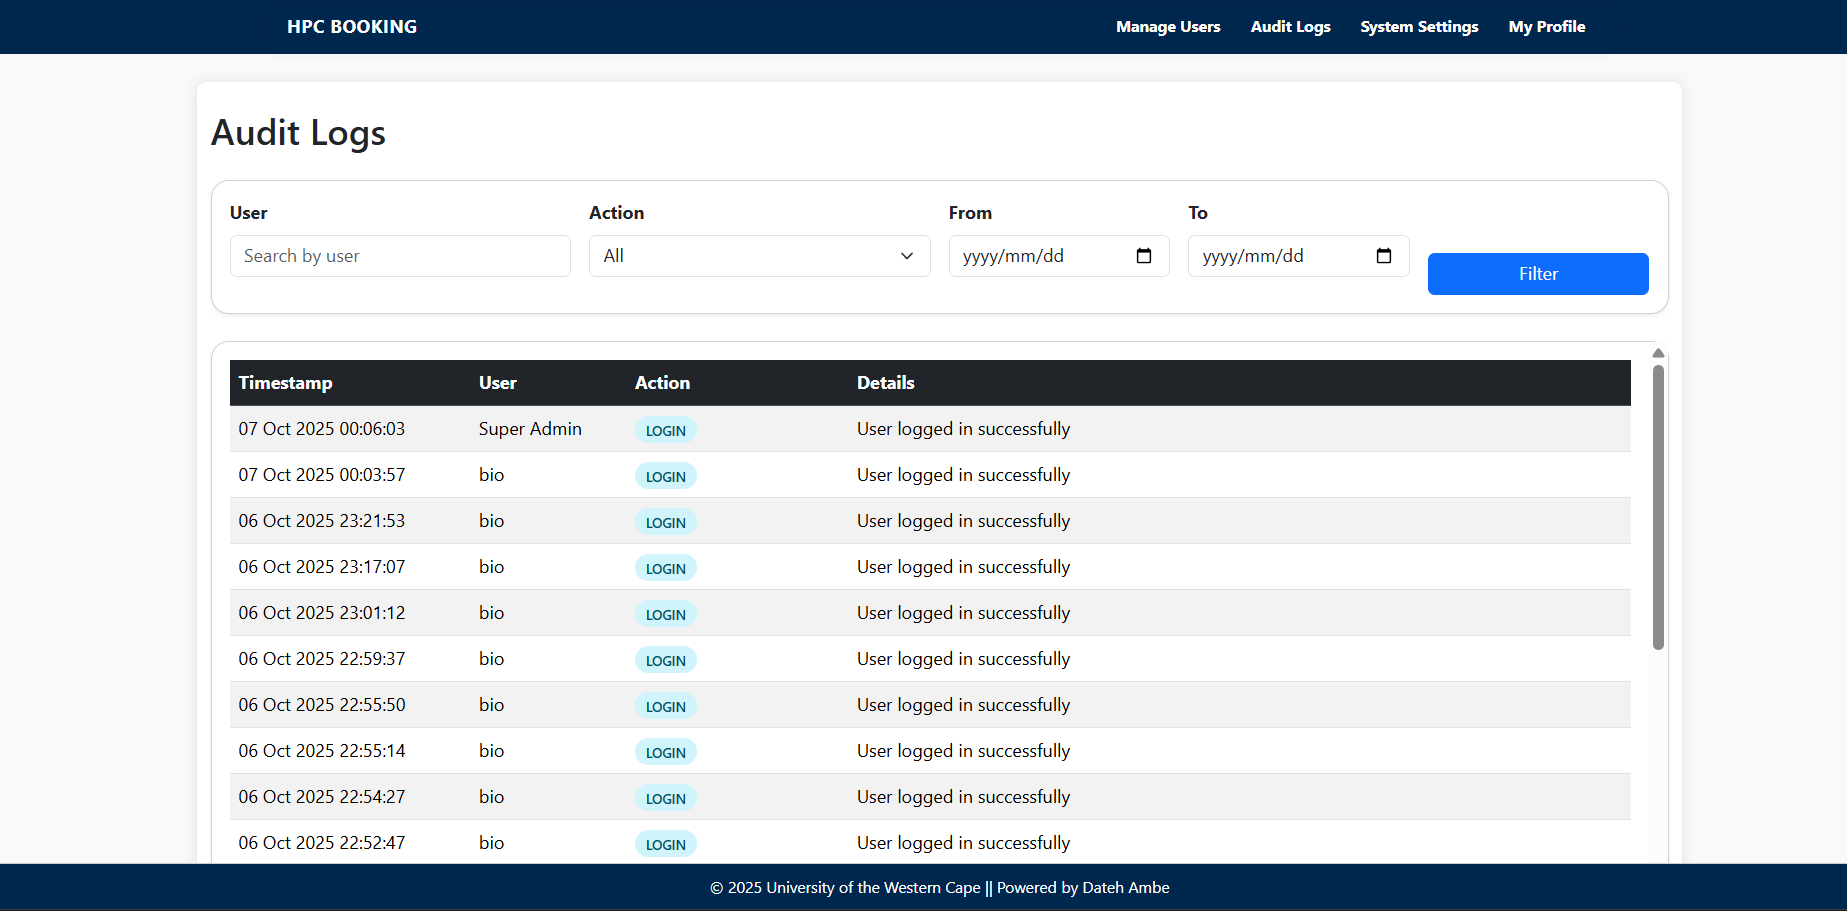 HPC BOOKING Manage Users Audit Logs System Settings My Profile
Audit Logs
User Action From To
Search by user All yyyy/mm/dd yyyy/mm/dd
Filter
Timestamp User Action Details
07 Oct 2025 00:06:03 Super Admin LOGIN User logged in successfully
07 Oct 2025 00:03:57 bio LOGIN User logged in successfully
06 Oct 2025 23:21:53 bio LOGIN User logged in successfully
06 Oct 2025 23:17:07 bio LOGIN User logged in successfully
06 Oct 2025 23:01:12 bio LOGIN User logged in successfully
06 Oct 2025 22:59:37 bio LOGIN User logged in successfully
06 Oct 2025 22:55:50 bio LOGIN User logged in successfully
06 Oct 2025 22:55:14 bio LOGIN User logged in successfully
06 Oct 2025 22:54:27 bio LOGIN User logged in successfully
06 Oct 2025 22:52:47 bio LOGIN User logged in successfully
© 2025 University of the Western Cape || Powered by Dateh Ambe